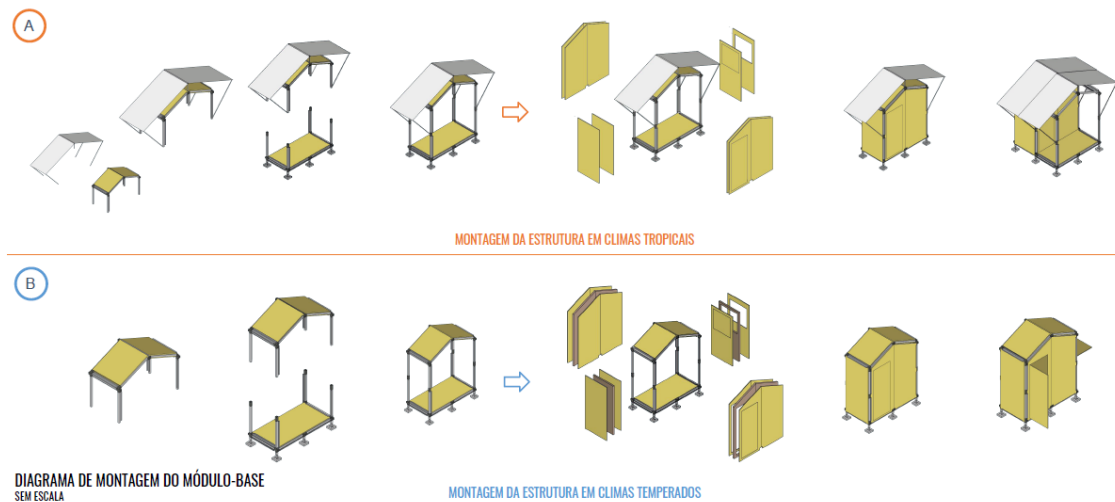 A
MONTAGEM DA ESTRUTURA EM CLIMAS TROPICAIS
B
DIAGRAMA DE MONTAGEM DO MÓDULO-BASE
SEM ESCALA
MONTAGEM DA ESTRUTURA EM CLIMAS TEMPERADOS